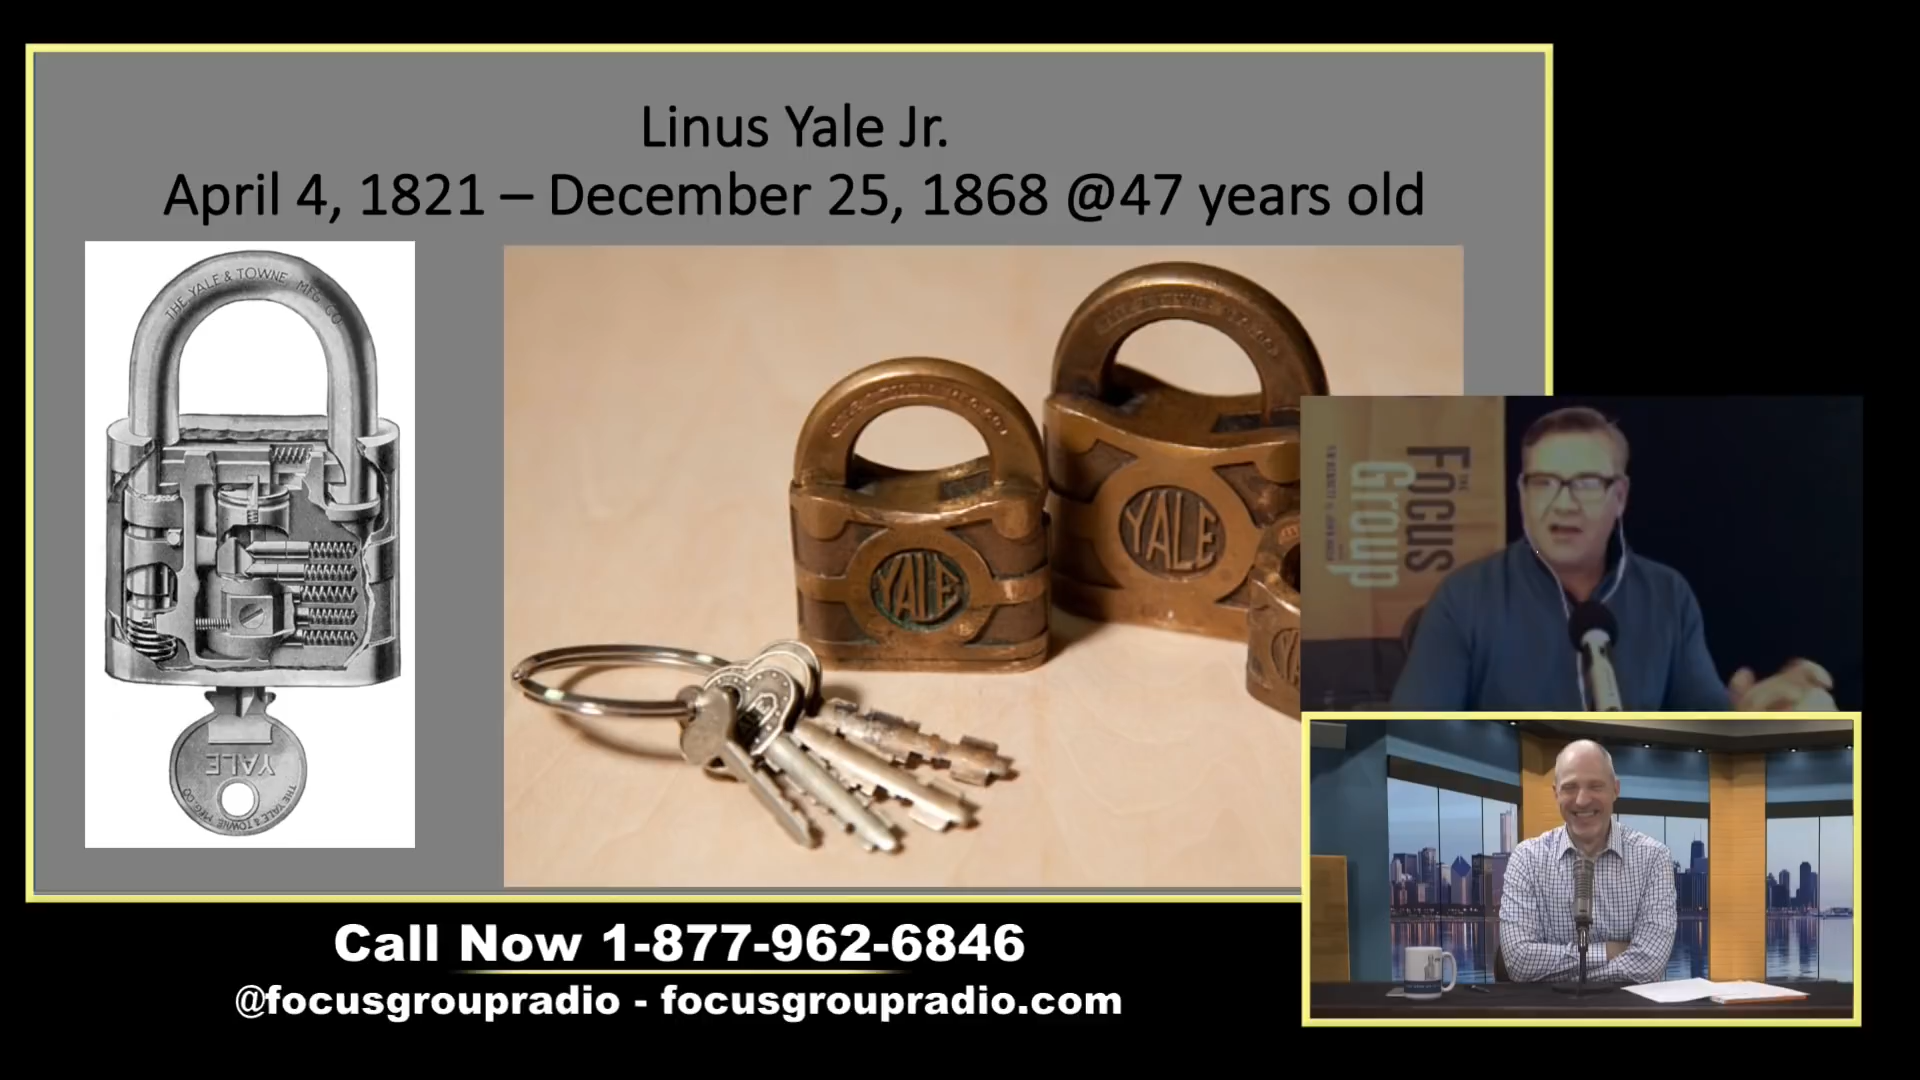 Linus Yale Jr.
April 4, 1821 – December 25, 1868 @47 years old
THE YALE & TOWNE MFG. CO
YALE
THE YALE & TOWNE MFG. CO
YALE
YALE
THE
Focus
Group
Call Now 1-877-962-6846
@focusgroupradio - focusgroupradio.com